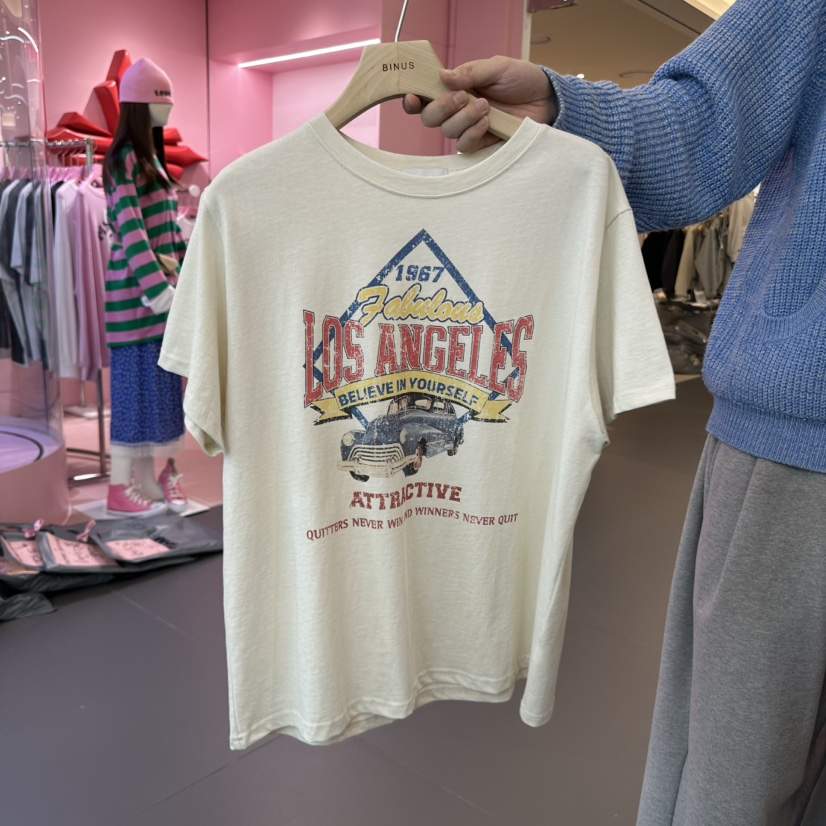 BINUS
1967
Fabulous
LOS ANGELES
BELIEVE IN YOURSELF
ATTRACTIVE
QUITTERS NEVER WIN AND WINNERS NEVER QUIT